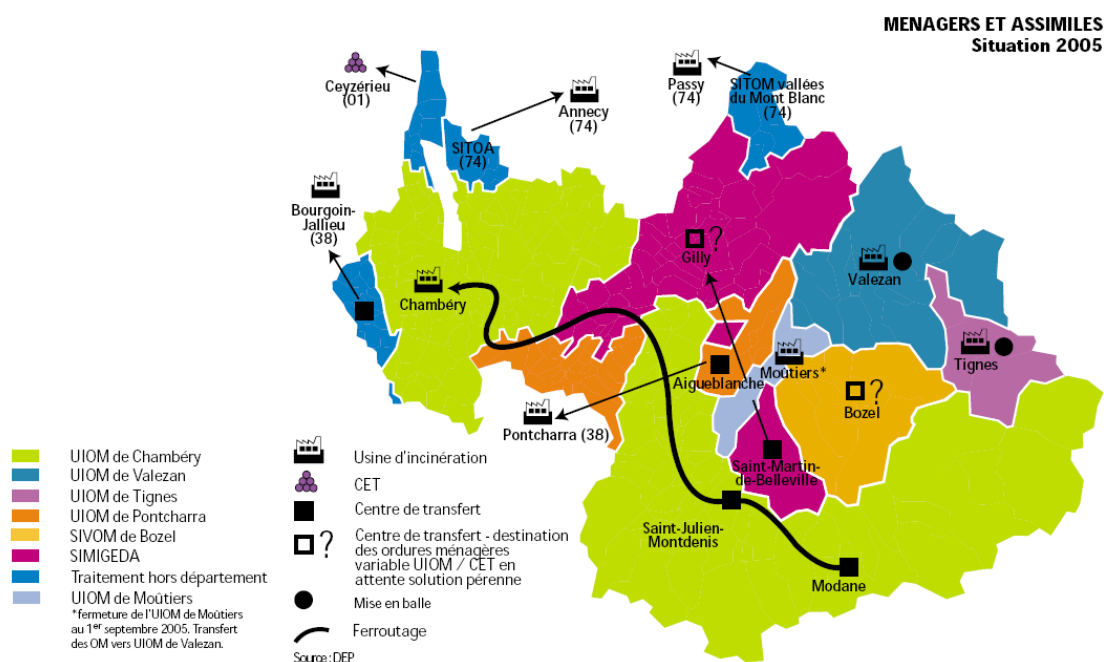 MENAGERS ET ASSIMILES
Situation 2005
Ceyzérieu
(01)
Annecy
(74)
SITOA
(74)
Passy
(74)
SITOM vallées
du Mont Blanc
(74)
Bourgoin-
Jallieu
(38)
Chambéry
Gilly
?
Valezan
Tignes
Moûtiers*
Aigueblanche
Bozel
?
Pontcharra (38)
Saint-Martin-
de-Belleville
Saint-Julien-
Montdenis
Modane
UIOM de Chambéry
UIOM de Valezan
UIOM de Tignes
UIOM de Pontcharra
SIVOM de Bozel
SIMIGEDA
Traitement hors département
UIOM de Moûtiers
*fermeture de l'UIOM de Moûtiers
au 1er septembre 2005. Transfert
des OM vers UIOM de Valezan.
Usine d'incinération
CET
Centre de transfert
?
Centre de transfert - destination
des ordures ménagères
variable UIOM / CET en
attente solution pérenne
Mise en balle
Ferroutage
Source : DEP